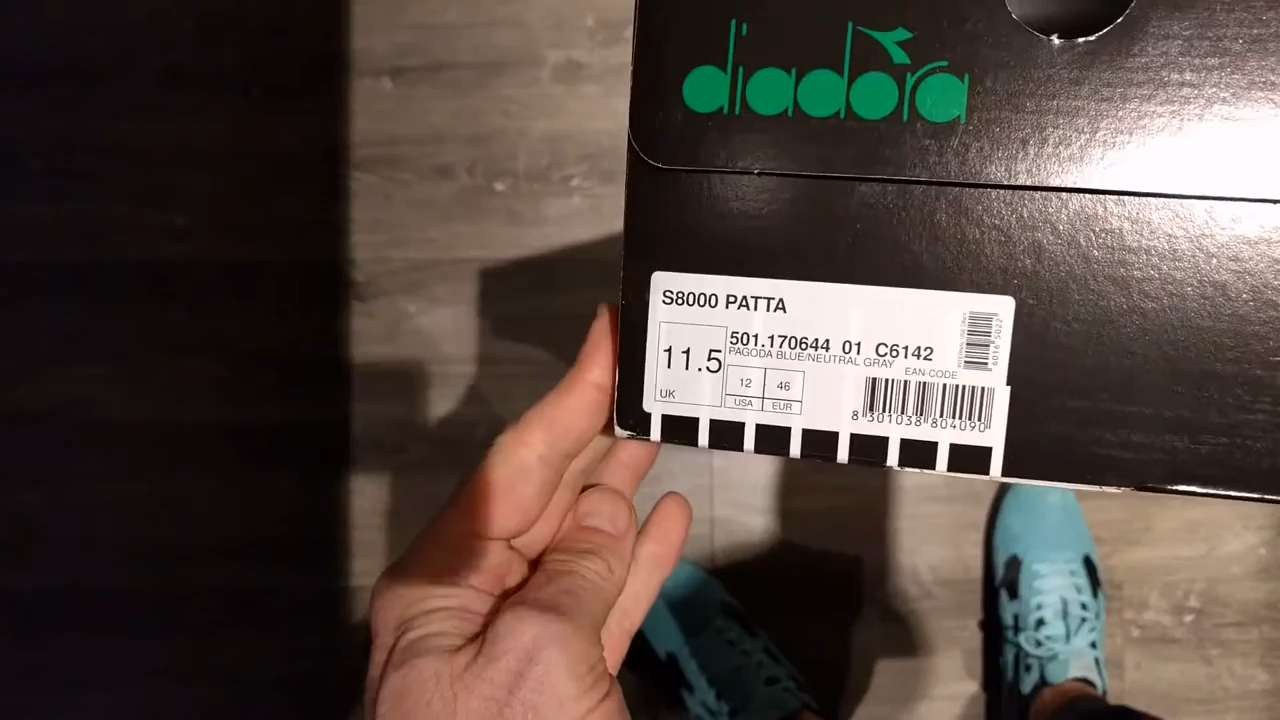 diadora
S8000 PATTA
501.170644 01 C6142
PAGODA BLUE/NEUTRAL GRAY
11.5
UK
12
USA
46
EUR
EAN-CODE
8 301038 804090